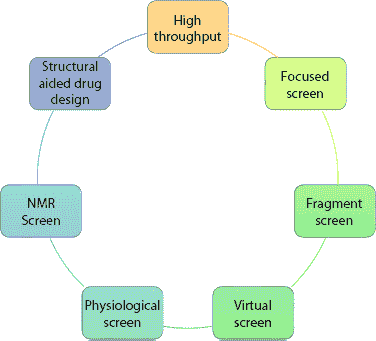 High
throughput
Focused
screen
Fragment
screen
Virtual
screen
Physiological
screen
NMR
Screen
Structural
aided drug
design